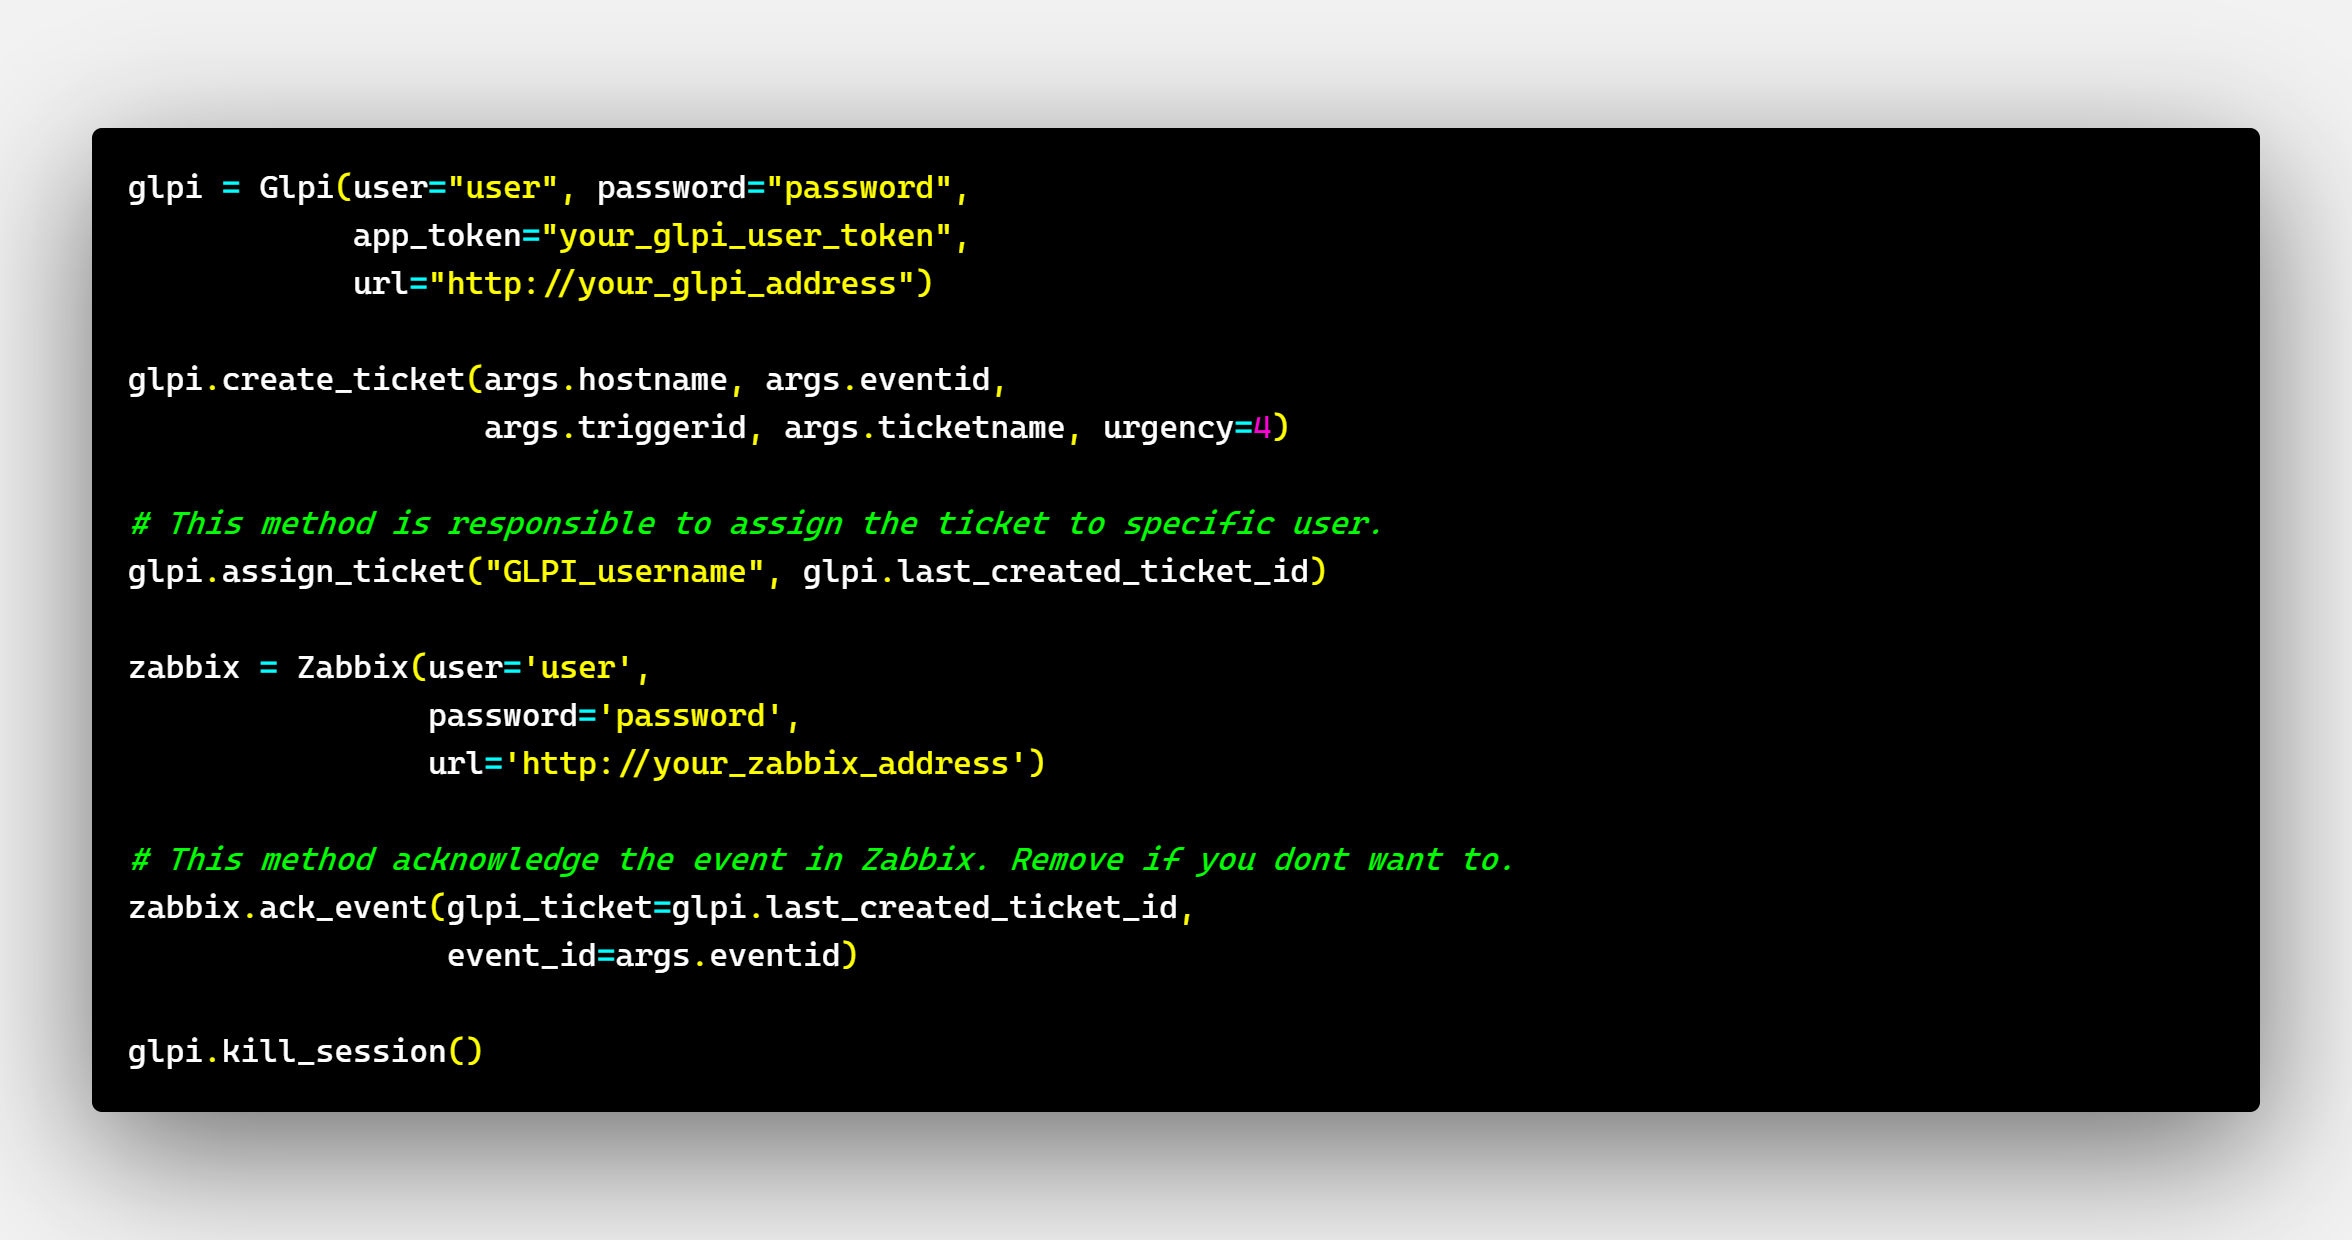 glpi = Glpi(user="user", password="password",
            app_token="your_glpi_user_token",
            url="http://your_glpi_address")

glpi.create_ticket(args.hostname, args.eventid,
                   args.triggerid, args.ticketname, urgency=4)

# This method is responsible to assign the ticket to specific user.
glpi.assign_ticket("GLPI_username", glpi.last_created_ticket_id)

zabbix = Zabbix(user='user',
                password='password',
                url='http://your_zabbix_address')

# This method acknowledge the event in Zabbix. Remove if you dont want to.
zabbix.ack_event(glpi_ticket=glpi.last_created_ticket_id,
                 event_id=args.eventid)

glpi.kill_session()